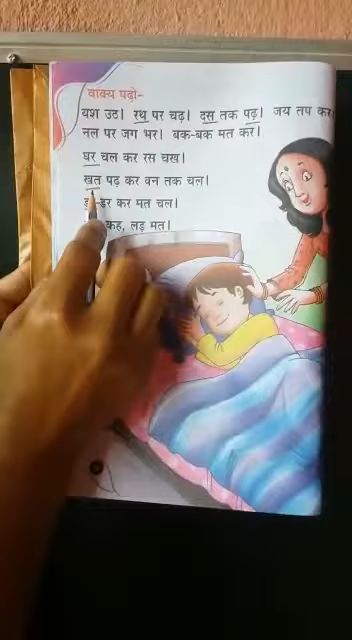 वाक्य पढ़ो-
यश उठ। रथ पर चढ़। दस तक पढ़। जय तप कर
नल पर जग भर। बक-बक मत कर।
घर चल कर रस चख।
खत पढ़ कर वन तक चल।
डर कर मत चल।
कह, लड़ मत।